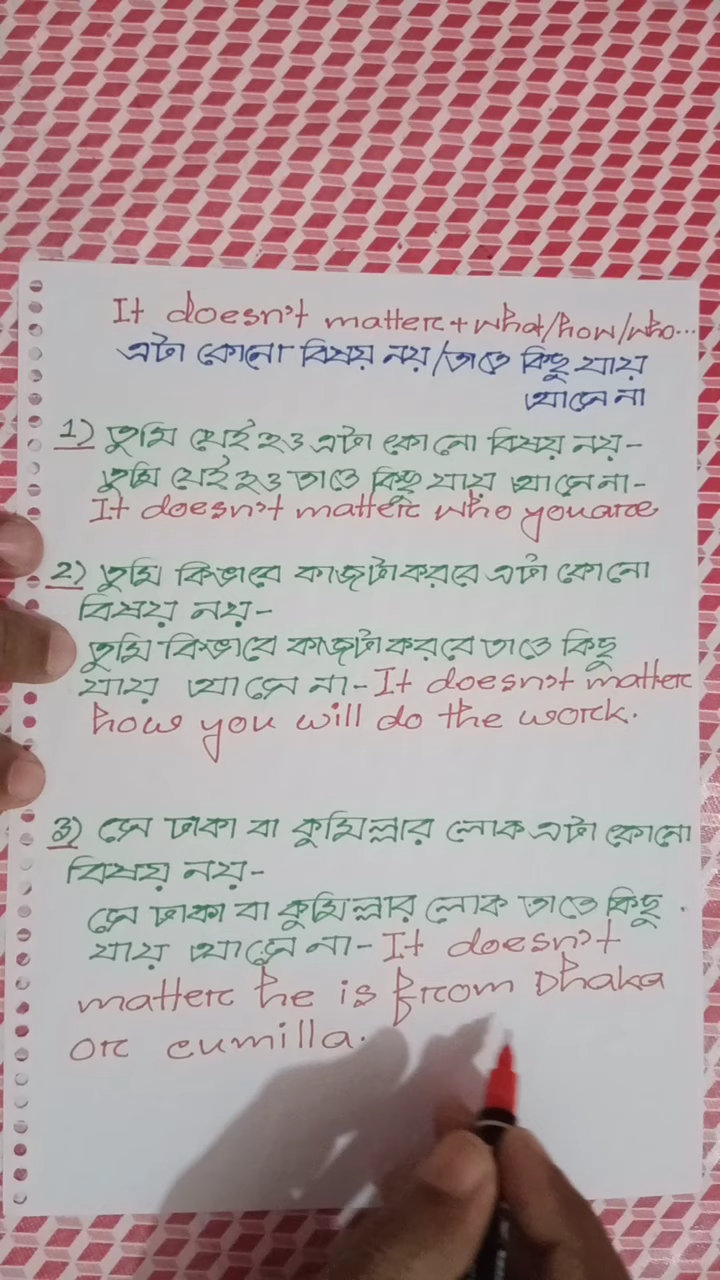 It doesn't matter + what/how/who...
এটা কোনো বিষয় নয়/তাতে কিছু যায়
আসে না
1) তুমি যেই হও এটা কোনো বিষয় নয়-
তুমি যেই হও তাতে কিছু যায় আসে না-
It doesn't matter who you are
2) তুমি কিভাবে কাজটা করবে এটা কোনো
বিষয় নয়-
তুমি কিভাবে কাজটা করবে তাতে কিছু
যায় আসে না- It doesn't matter
how you will do the work.
3) সে ঢাকা বা কুমিল্লার লোক এটা কোনো
বিষয় নয়-
সে ঢাকা বা কুমিল্লার লোক তাতে কিছু
যায় আসে না- It doesn't
matter he is from Dhaka
or cumilla.